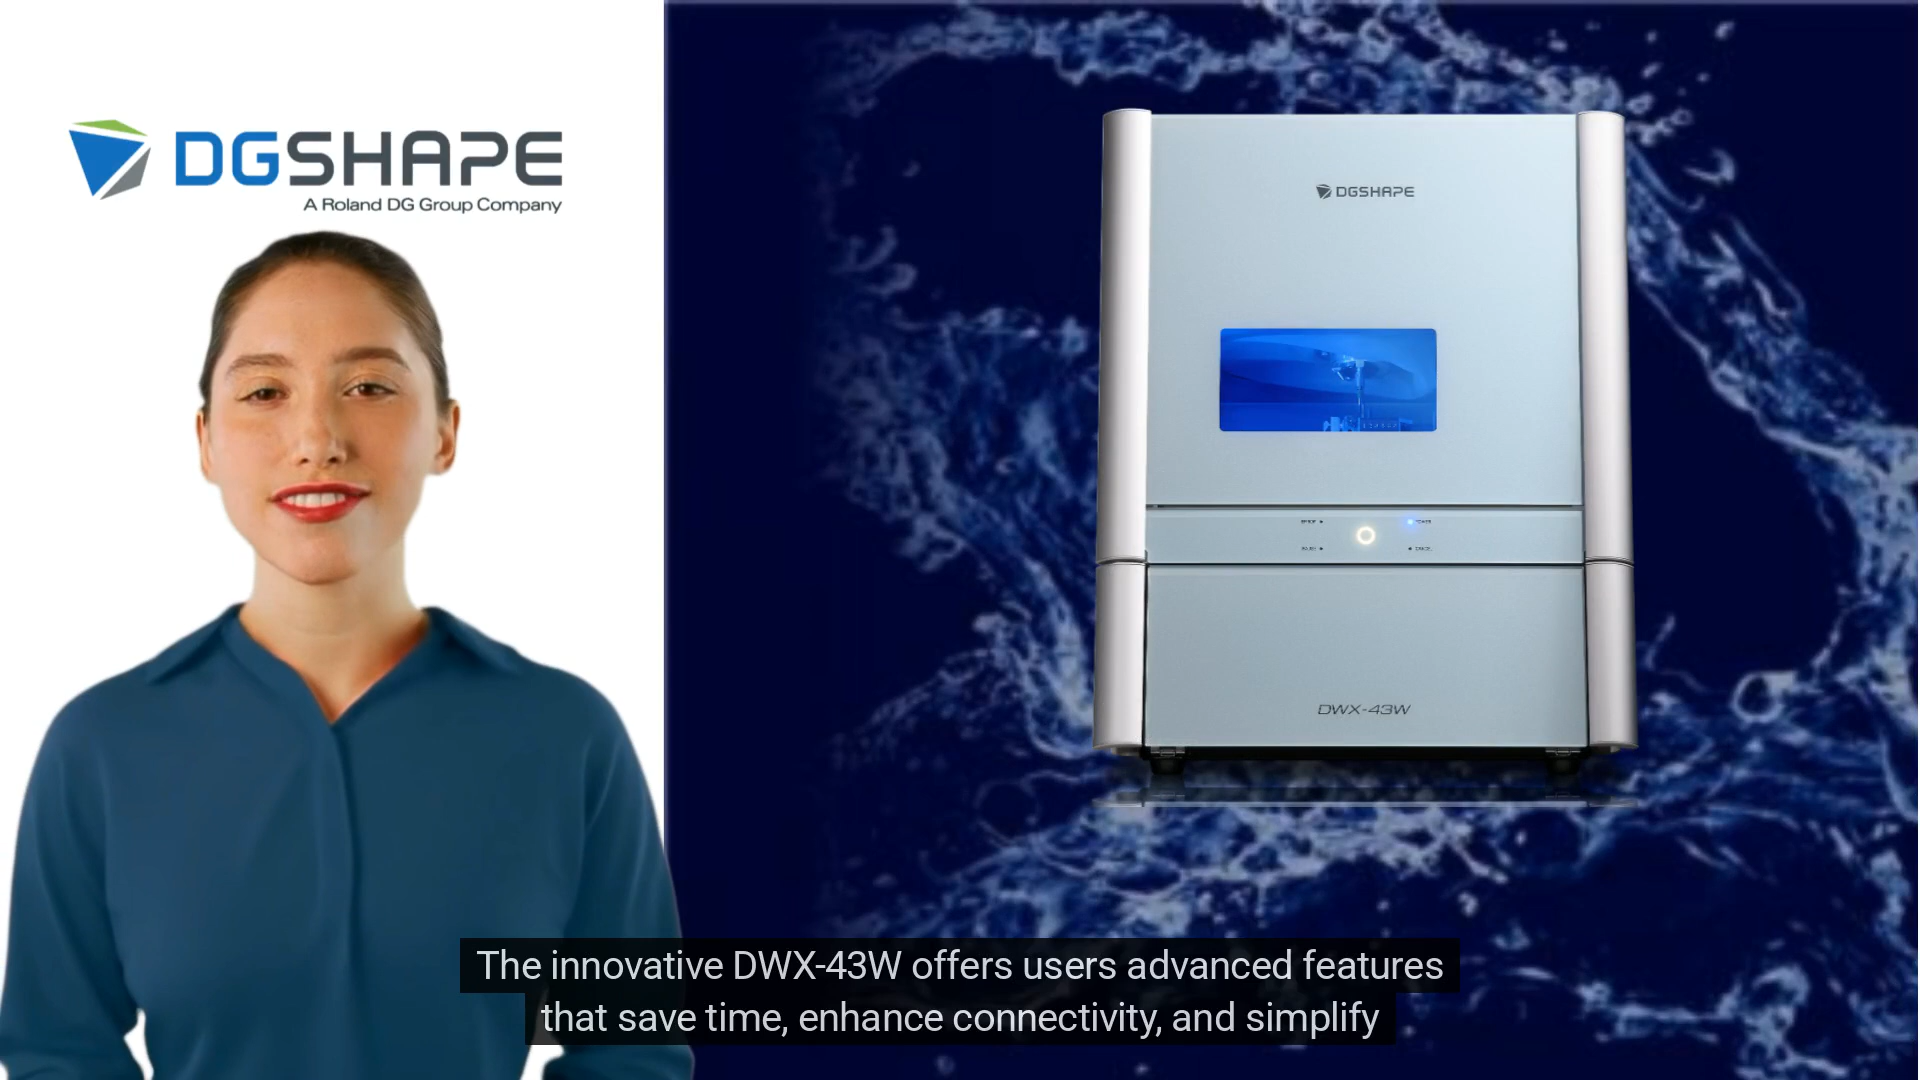 DGSHAPE
A Roland DG Group Company
DGSHAPE
DWX-43W
The innovative DWX-43W offers users advanced features
that save time, enhance connectivity, and simplify